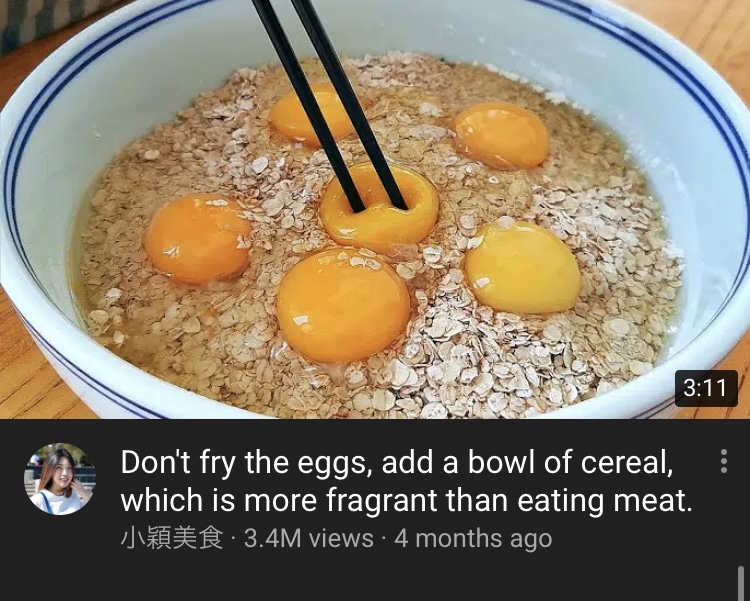 3:11
Don't fry the eggs, add a bowl of cereal,
which is more fragrant than eating meat.
小穎美食 · 3.4M views · 4 months ago